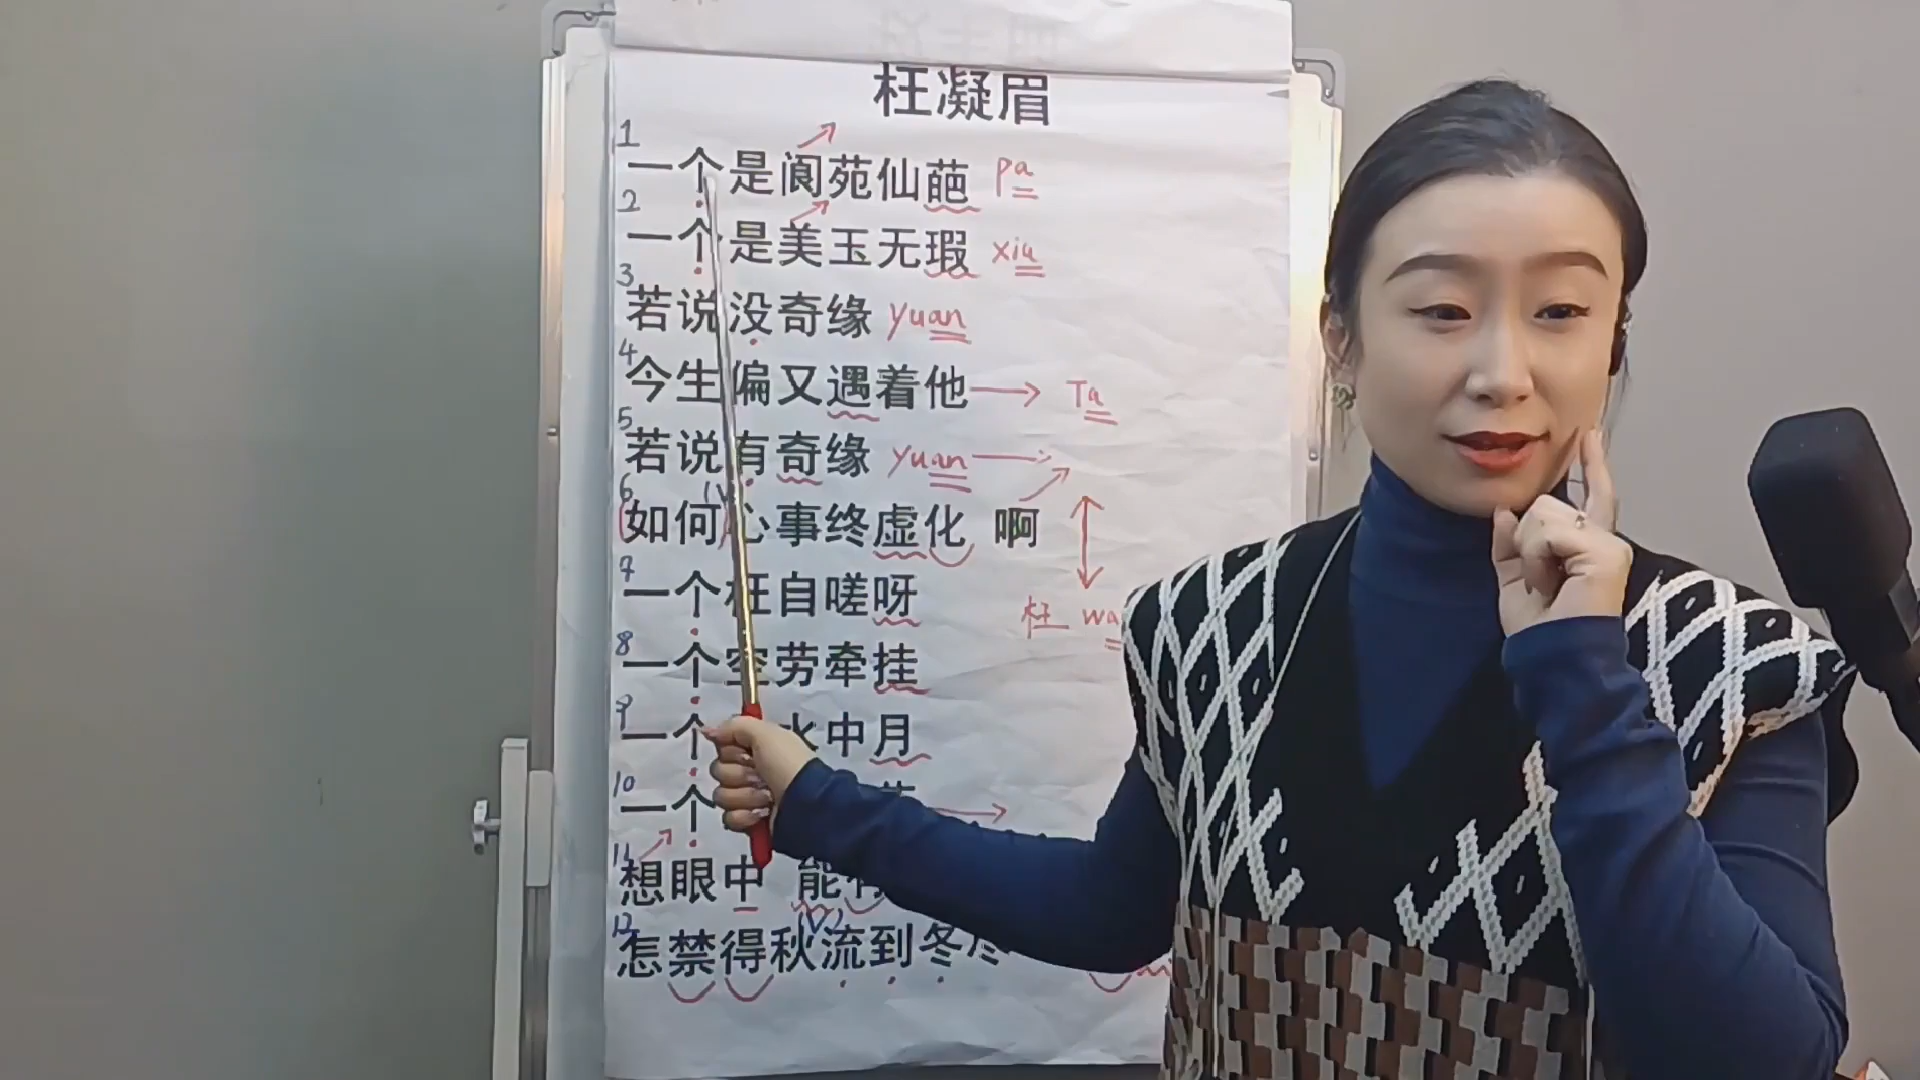 枉凝眉
1 一个是阆苑仙葩 pa
2 一个是美玉无瑕 xia
3 若说没奇缘 yuan
4 今生偏又遇着他 Ta
5 若说有奇缘 yuan
6 如何心事终虚化 啊
7 一个枉自嗟呀
枉 wa
8 一个空劳牵挂
9 一个 水中月
10 一个
11 想眼中 能有
12 怎禁得秋流到冬尽